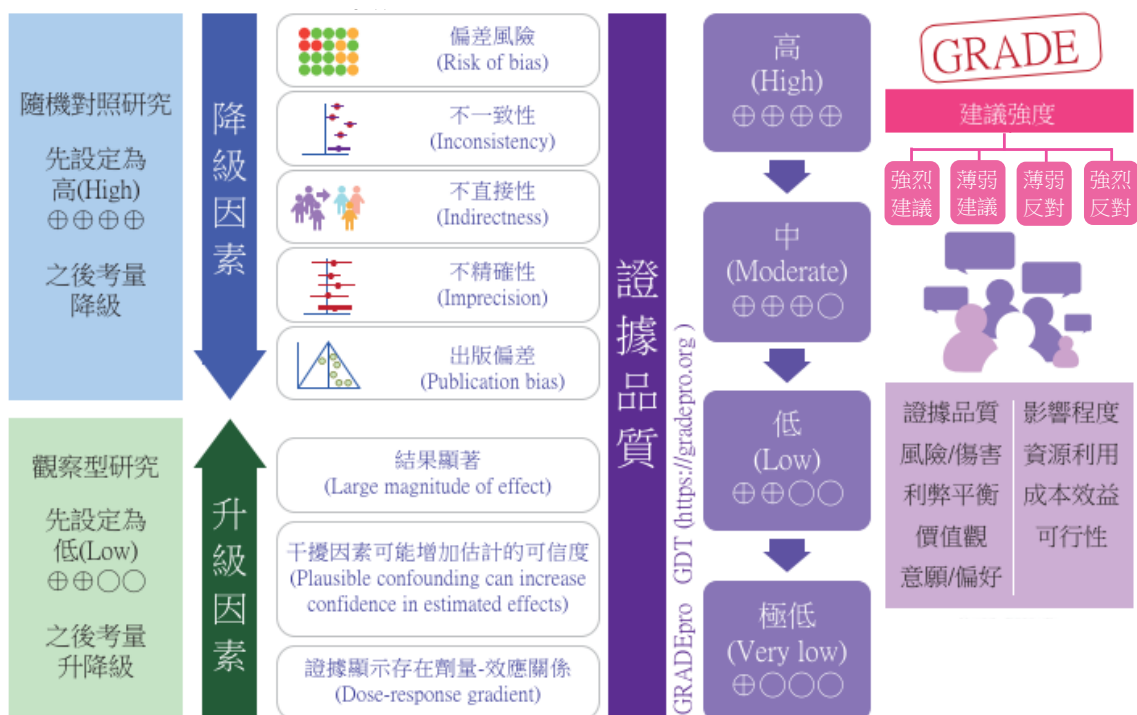 隨機對照研究
先設定為
高(High)
⊕⊕⊕⊕
之後考量
降級
觀察型研究
先設定為
低(Low)
⊕⊕○○
之後考量
升降級
降級因素
升級因素
偏差風險
(Risk of bias)
不一致性
(Inconsistency)
不直接性
(Indirectness)
不精確性
(Imprecision)
出版偏差
(Publication bias)
結果顯著
(Large magnitude of effect)
干擾因素可能增加估計的可信度
(Plausible confounding can increase
confidence in estimated effects)
證據顯示存在劑量-效應關係
(Dose-response gradient)
證據品質
GRADEpro GDT (https://gradepro.org )
高
(High)
⊕⊕⊕⊕
中
(Moderate)
⊕⊕⊕○
低
(Low)
⊕⊕○○
極低
(Very low)
⊕○○○
GRADE
建議強度
強烈
建議
薄弱
建議
薄弱
反對
強烈
反對
證據品質
風險/傷害
利弊平衡
價值觀
意願/偏好
影響程度
資源利用
成本效益
可行性